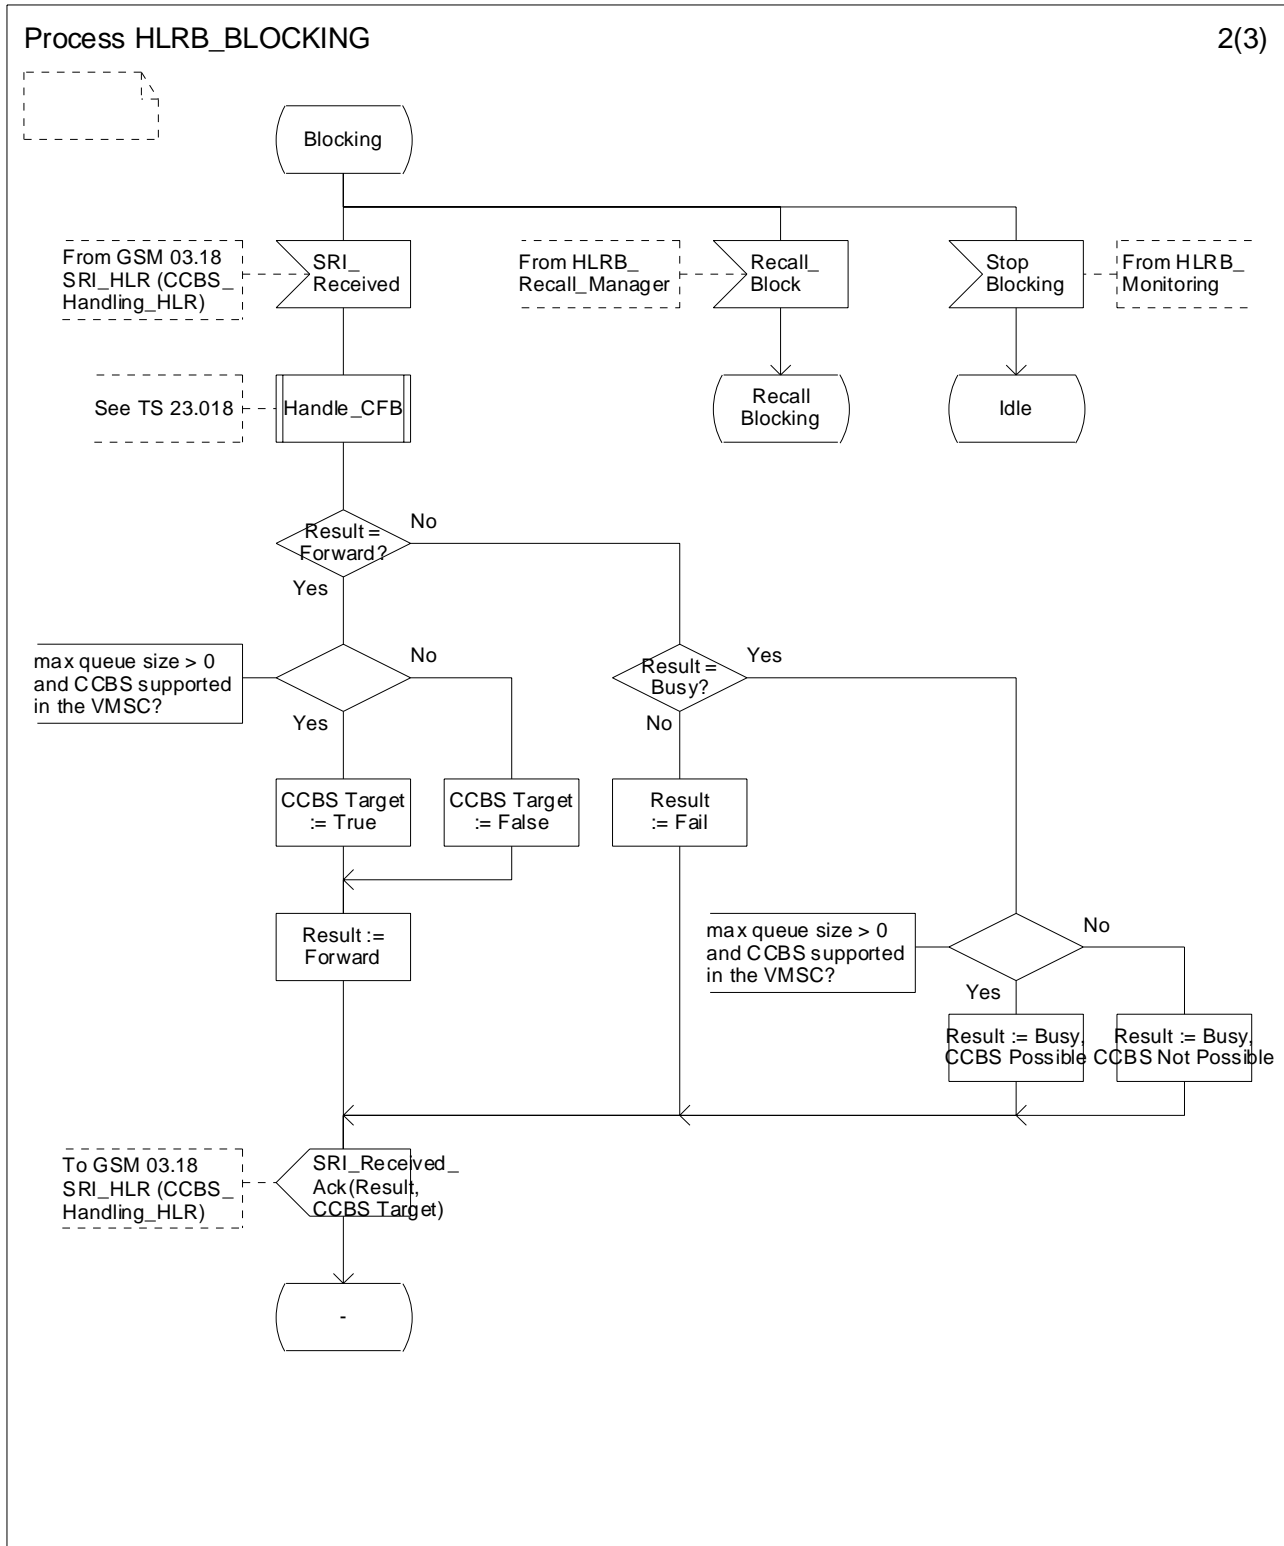 Process HLRB_BLOCKING
2(3)
Blocking
From GSM 03.18
SRI_HLR (CCBS_
Handling_HLR)
SRI_
Received
From HLRB_
Recall_Manager
Recall_
Block
Stop
Blocking
From HLRB_
Monitoring
See TS 23.018
Handle_CFB
Recall
Blocking
Idle
Result =
Forward?
No
Yes
max queue size > 0
and CCBS supported
in the VMSC?
No
Yes
Result =
Busy?
Yes
No
CCBS Target
:= True
CCBS Target
:= False
Result
:= Fail
Result :=
Forward
max queue size > 0
and CCBS supported
in the VMSC?
No
Yes
Result := Busy,
CCBS Possible
Result := Busy,
CCBS Not Possible
To GSM 03.18
SRI_HLR (CCBS_
Handling_HLR)
SRI_Received_
Ack(Result,
CCBS Target)
-